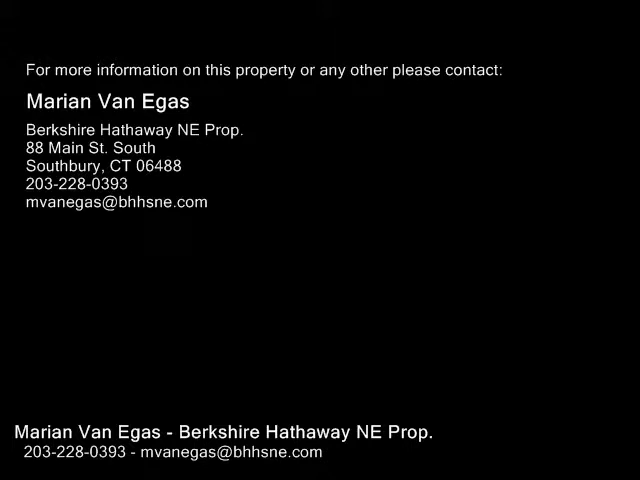 For more information on this property or any other please contact:
Marian Van Egas
Berkshire Hathaway NE Prop.
88 Main St. South
Southbury, CT 06488
203-228-0393
mvanegas@bhhsne.com
Marian Van Egas - Berkshire Hathaway NE Prop.
203-228-0393 - mvanegas@bhhsne.com